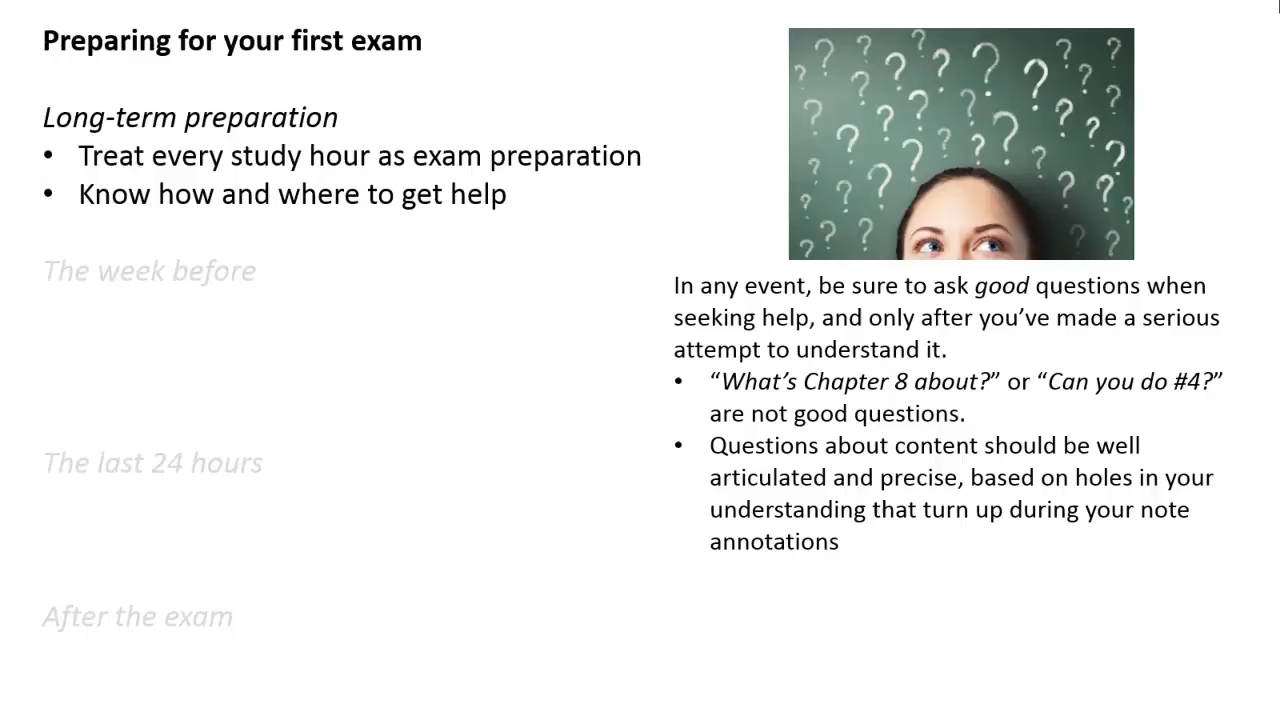 Preparing for your first exam
Long-term preparation
• Treat every study hour as exam preparation
• Know how and where to get help
The week before
The last 24 hours
After the exam
In any event, be sure to ask good questions when
seeking help, and only after you’ve made a serious
attempt to understand it.
• “What’s Chapter 8 about?” or “Can you do #4?”
are not good questions.
• Questions about content should be well
articulated and precise, based on holes in your
understanding that turn up during your note
annotations